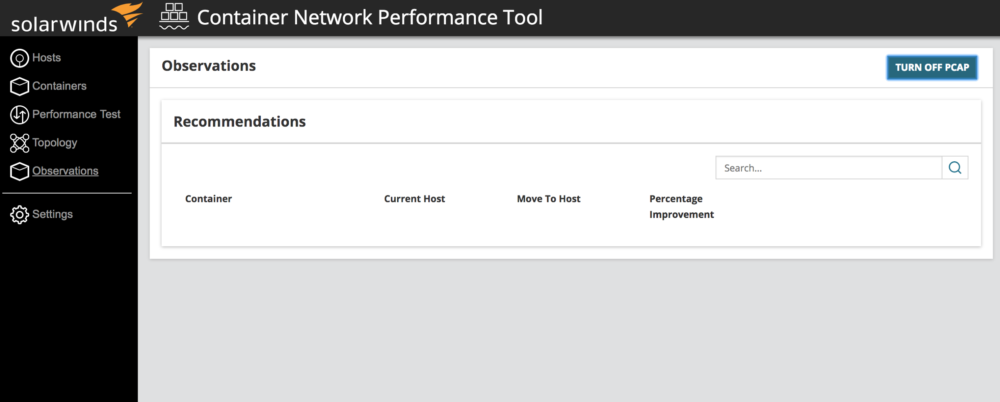 solarwinds
Container Network Performance Tool
Hosts
Containers
Performance Test
Topology
Observations
Settings
Observations
TURN OFF PCAP
Recommendations
Search...
Container
Current Host
Move To Host
Percentage
Improvement